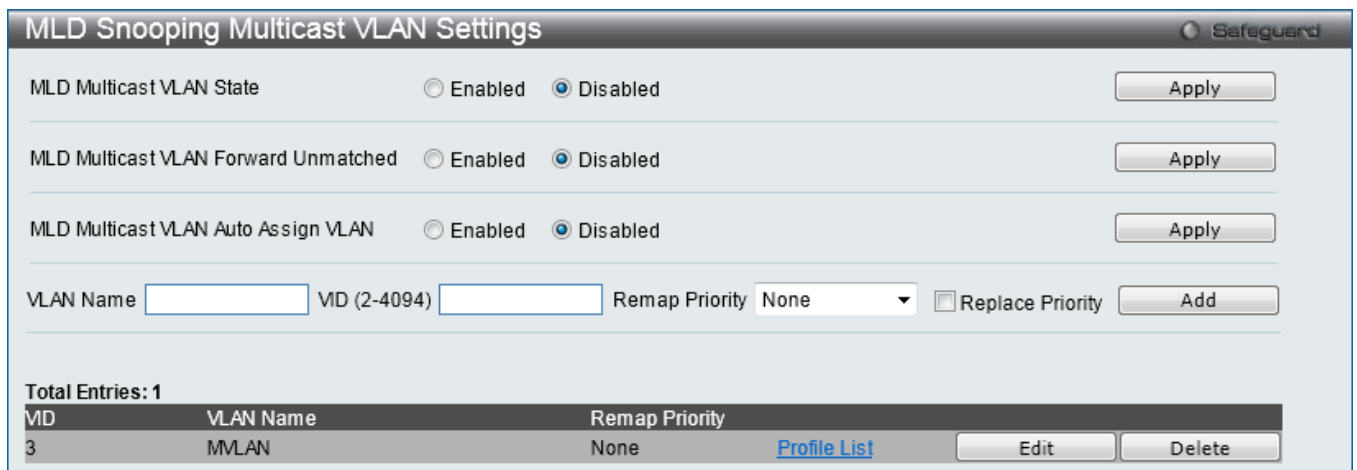 MLD Snooping Multicast VLAN Settings Safeguard
MLD Multicast VLAN State Enabled Disabled Apply
MLD Multicast VLAN Forward Unmatched Enabled Disabled Apply
MLD Multicast VLAN Auto Assign VLAN Enabled Disabled Apply
VLAN Name VID (2-4094) Remap Priority None Replace Priority Add
Total Entries: 1
VID VLAN Name Remap Priority
3 MVLAN None Profile List Edit Delete